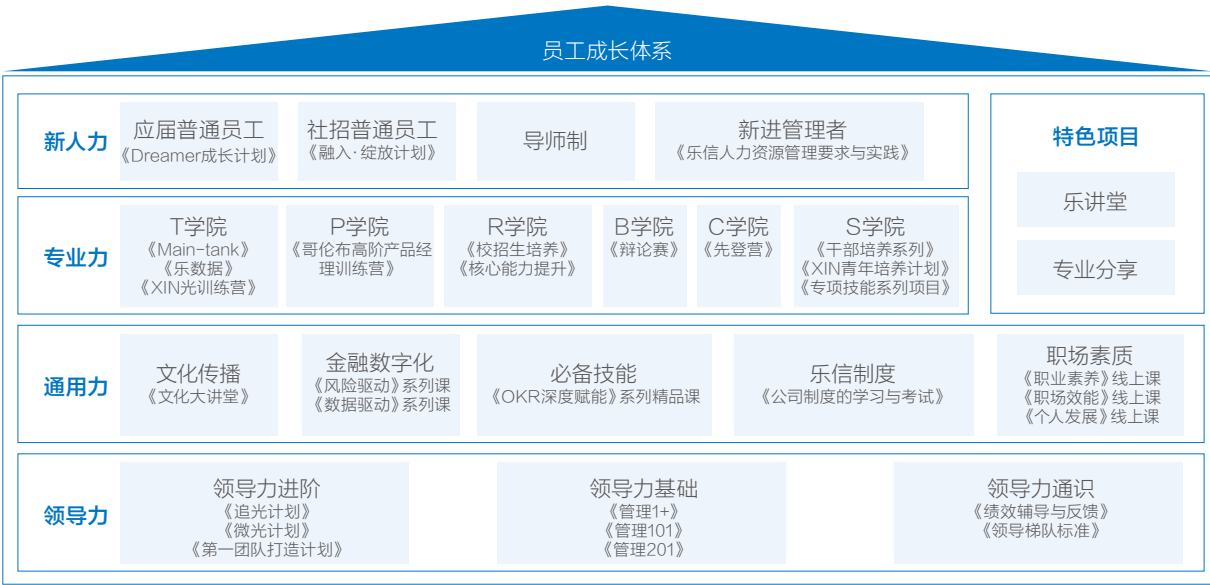 员工成长体系
新人力
应届普通员工
《Dreamer成长计划》
社招普通员工
《融入·绽放计划》
导师制
新进管理者
《乐信人力资源管理要求与实践》
特色项目
乐讲堂
专业分享
专业力
T学院
《Main-tank》
《乐数据》
《XIN光训练营》
P学院
《哥伦布高阶产品经
理训练营》
R学院
《校招生培养》
《核心能力提升》
B学院
《辩论赛》
C学院
《先登营》
S学院
《干部培养系列》
《XIN青年培养计划》
《专项技能系列项目》
通用力
文化传播
《文化大讲堂》
金融数字化
《风险驱动》系列课
《数据驱动》系列课
必备技能
《OKR深度赋能》系列精品课
乐信制度
《公司制度的学习与考试》
职场素质
《职业素养》线上课
《职场效能》线上课
《个人发展》线上课
领导力
领导力进阶
《追光计划》
《微光计划》
《第一团队打造计划》
领导力基础
《管理1+》
《管理101》
《管理201》
领导力通识
《绩效辅导与反馈》
《领导梯队标准》